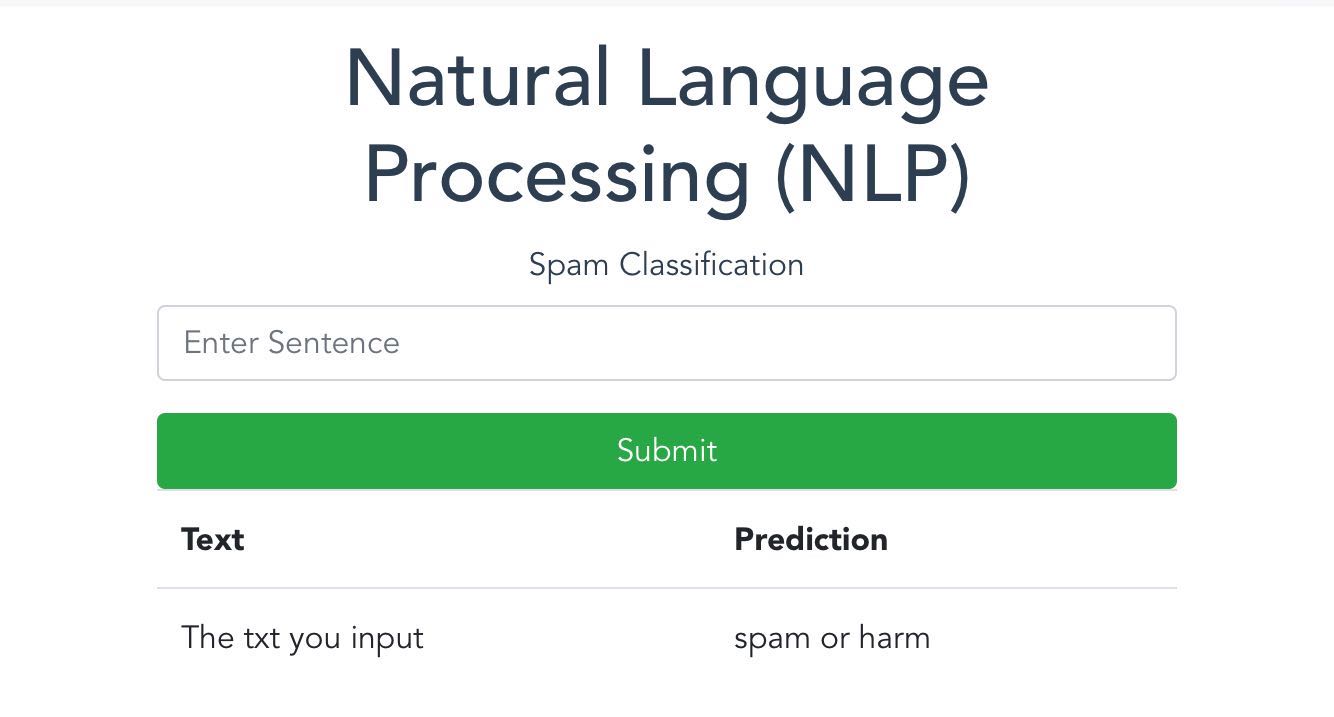 Natural Language
Processing (NLP)
Spam Classification
Enter Sentence
Submit
Text Prediction
The txt you input spam or harm